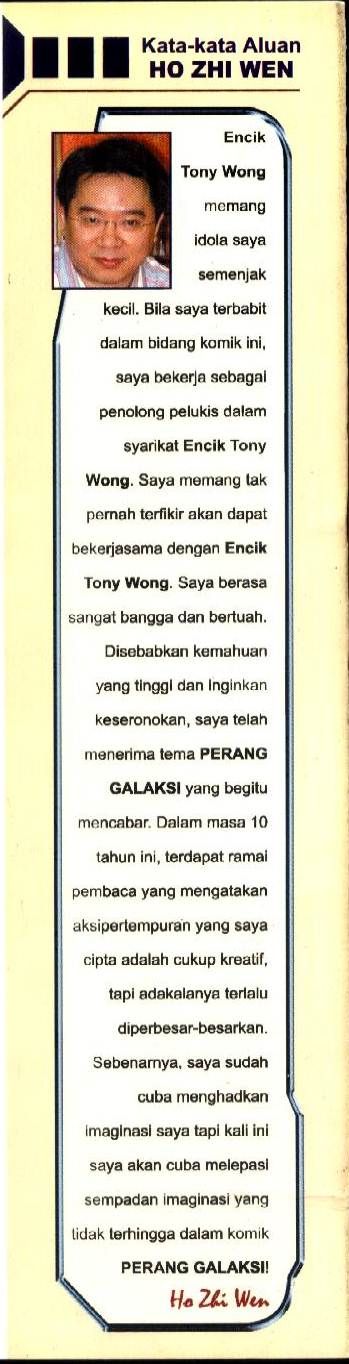 Kata-kata Aluan
HO ZHI WEN
Encik
Tony Wong
memang
idola saya
semenjak
kecil. Bila saya terbabit
dalam bidang komik ini,
saya bekerja sebagai
penolong pelukis dalam
syarikat Encik Tony
Wong. Saya memang tak
pernah terfikir akan dapat
bekerjasama dengan Encik
Tony Wong. Saya berasa
sangat bangga dan bertuah.
Disebabkan kemahuan
yang tinggi dan inginkan
keseronokan, saya telah
menerima tema PERANG
GALAKSI yang begitu
mencabar. Dalam masa 10
tahun ini, terdapat ramai
pembaca yang mengatakan
aksipertempuran yang saya
cipta adalah cukup kreatif,
tapi adakalanya terlalu
diperbesar-besarkan.
Sebenarnya, saya sudah
cuba menghadkan
imaginasi saya tapi kali ini
saya akan cuba melepasi
sempadan imaginasi yang
tidak terhingga dalam komik
PERANG GALAKSI!
Ho Zhi Wen